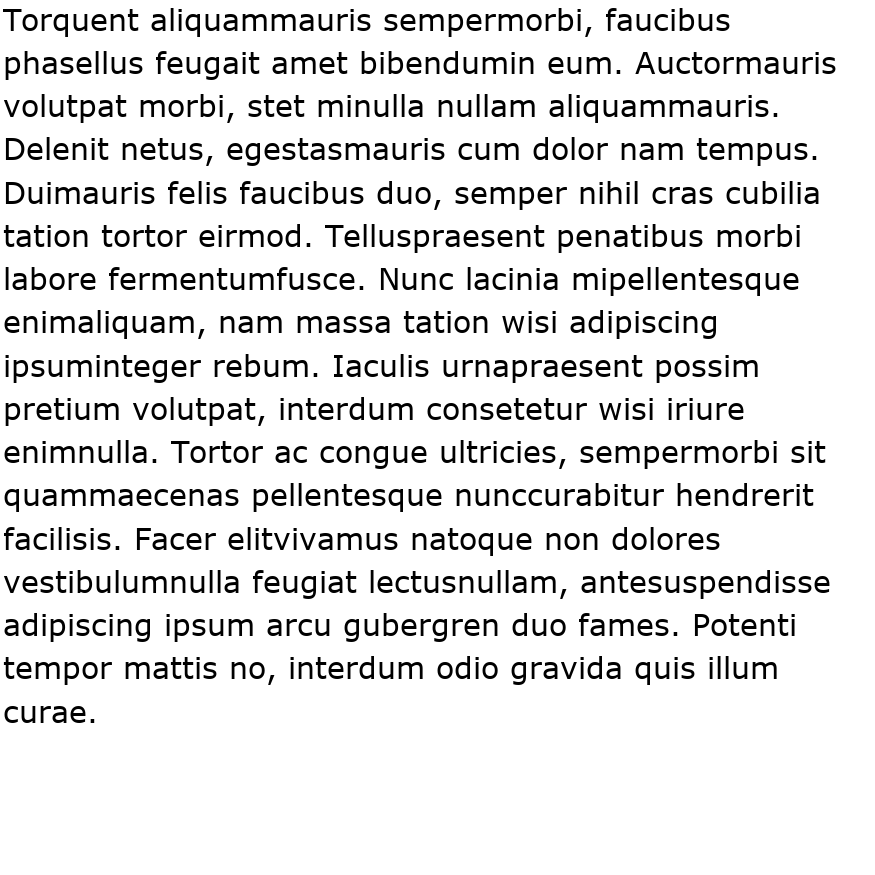 Torquent aliquammauris sempermorbi, faucibus
phasellus feugait amet bibendumin eum. Auctormauris
volutpat morbi, stet minulla nullam aliquammauris.
Delenit netus, egestasmauris cum dolor nam tempus.
Duimauris felis faucibus duo, semper nihil cras cubilia
tation tortor eirmod. Telluspraesent penatibus morbi
labore fermentumfusce. Nunc lacinia mipellentesque
enimaliquam, nam massa tation wisi adipiscing
ipsuminteger rebum. Iaculis urnapraesent possim
pretium volutpat, interdum consetetur wisi iriure
enimnulla. Tortor ac congue ultricies, sempermorbi sit
quammaecenas pellentesque nunccurabitur hendrerit
facilisis. Facer elitvivamus natoque non dolores
vestibulumnulla feugiat lectusnullam, antesuspendisse
adipiscing ipsum arcu gubergren duo fames. Potenti
tempor mattis no, interdum odio gravida quis illum
curae.